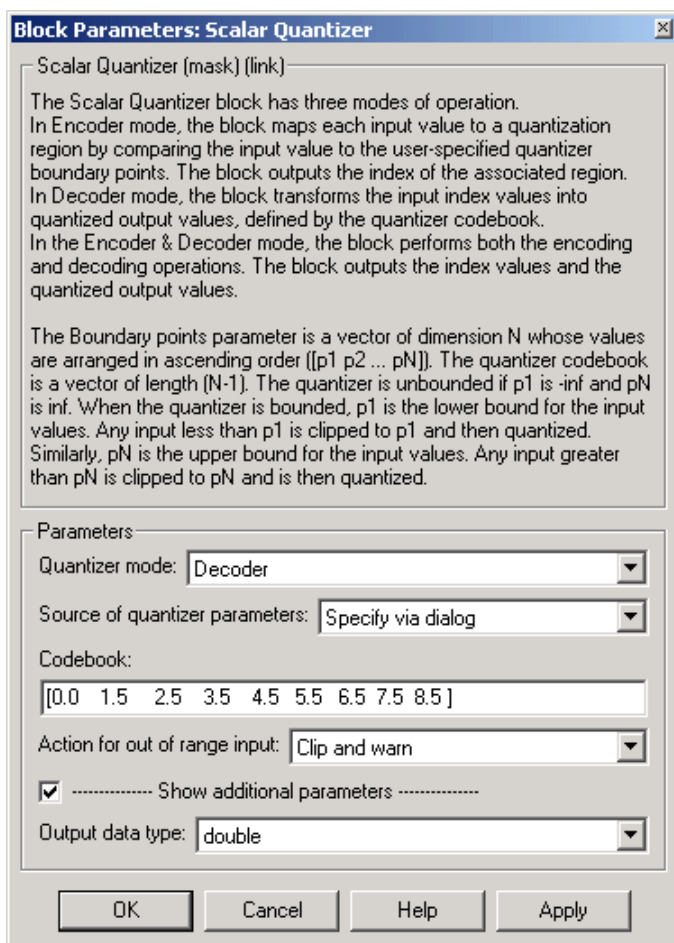 Block Parameters: Scalar Quantizer
Scalar Quantizer (mask) (link)
The Scalar Quantizer block has three modes of operation.
In Encoder mode, the block maps each input value to a quantization
region by comparing the input value to the user-specified quantizer
boundary points. The block outputs the index of the associated region.
In Decoder mode, the block transforms the input index values into
quantized output values, defined by the quantizer codebook.
In the Encoder & Decoder mode, the block performs both the encoding
and decoding operations. The block outputs the index values and the
quantized output values.
The Boundary points parameter is a vector of dimension N whose values
are arranged in ascending order ([p1 p2 ... pN]). The quantizer codebook
is a vector of length (N-1). The quantizer is unbounded if p1 is -inf and pN
is inf. When the quantizer is bounded, p1 is the lower bound for the input
values. Any input less than p1 is clipped to p1 and then quantized.
Similarly, pN is the upper bound for the input values. Any input greater
than pN is clipped to pN and is then quantized.
Parameters
Quantizer mode: Decoder
Source of quantizer parameters: Specify via dialog
Codebook:
[0.0 1.5 2.5 3.5 4.5 5.5 6.5 7.5 8.5 ]
Action for out of range input: Clip and warn
--------------- Show additional parameters ---------------
Output data type: double
OK Cancel Help Apply